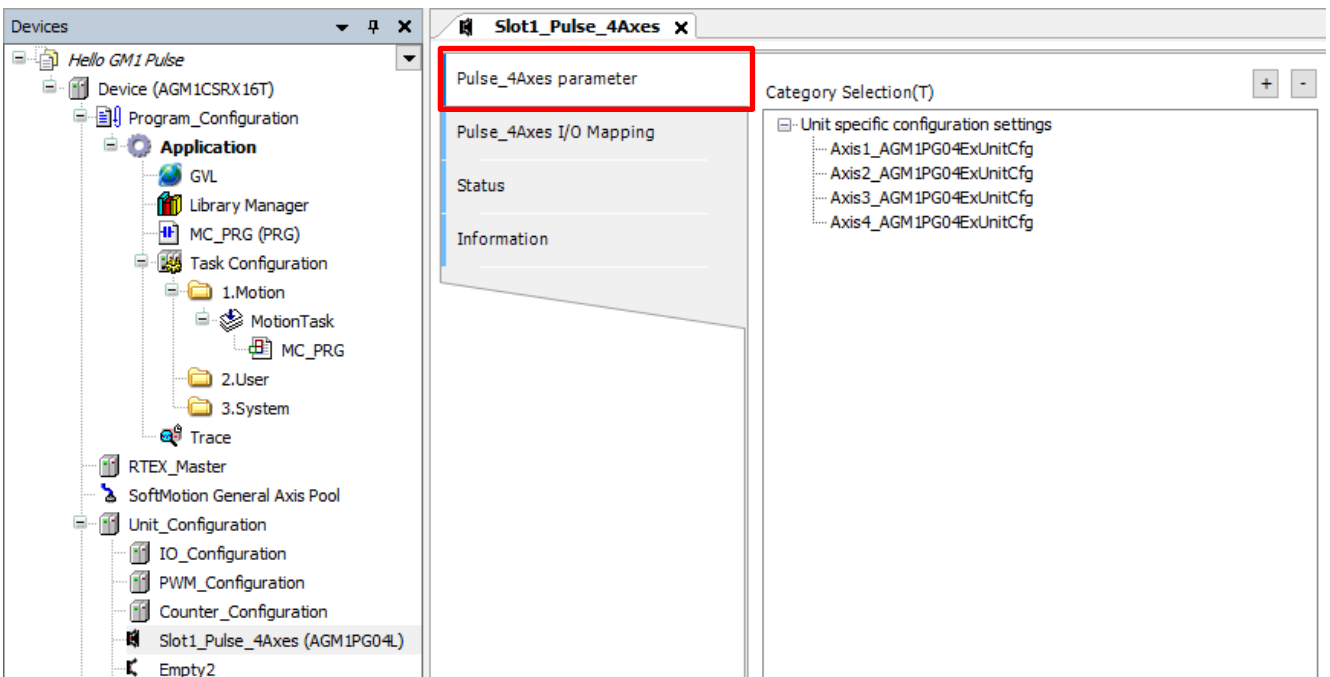 Devices
Hello GM1 Pulse
Device (AGM1CSRX16T)
Program_Configuration
Application
GVL
Library Manager
MC_PRG (PRG)
Task Configuration
1.Motion
MotionTask
MC_PRG
2.User
3.System
Trace
RTEX_Master
SoftMotion General Axis Pool
Unit_Configuration
IO_Configuration
PWM_Configuration
Counter_Configuration
Slot1_Pulse_4Axes (AGM1PG04L)
Empty2
Slot1_Pulse_4Axes
Pulse_4Axes parameter
Pulse_4Axes I/O Mapping
Status
Information
Category Selection(T)
+ -
Unit specific configuration settings
Axis1_AGM1PG04ExUnitCfg
Axis2_AGM1PG04ExUnitCfg
Axis3_AGM1PG04ExUnitCfg
Axis4_AGM1PG04ExUnitCfg